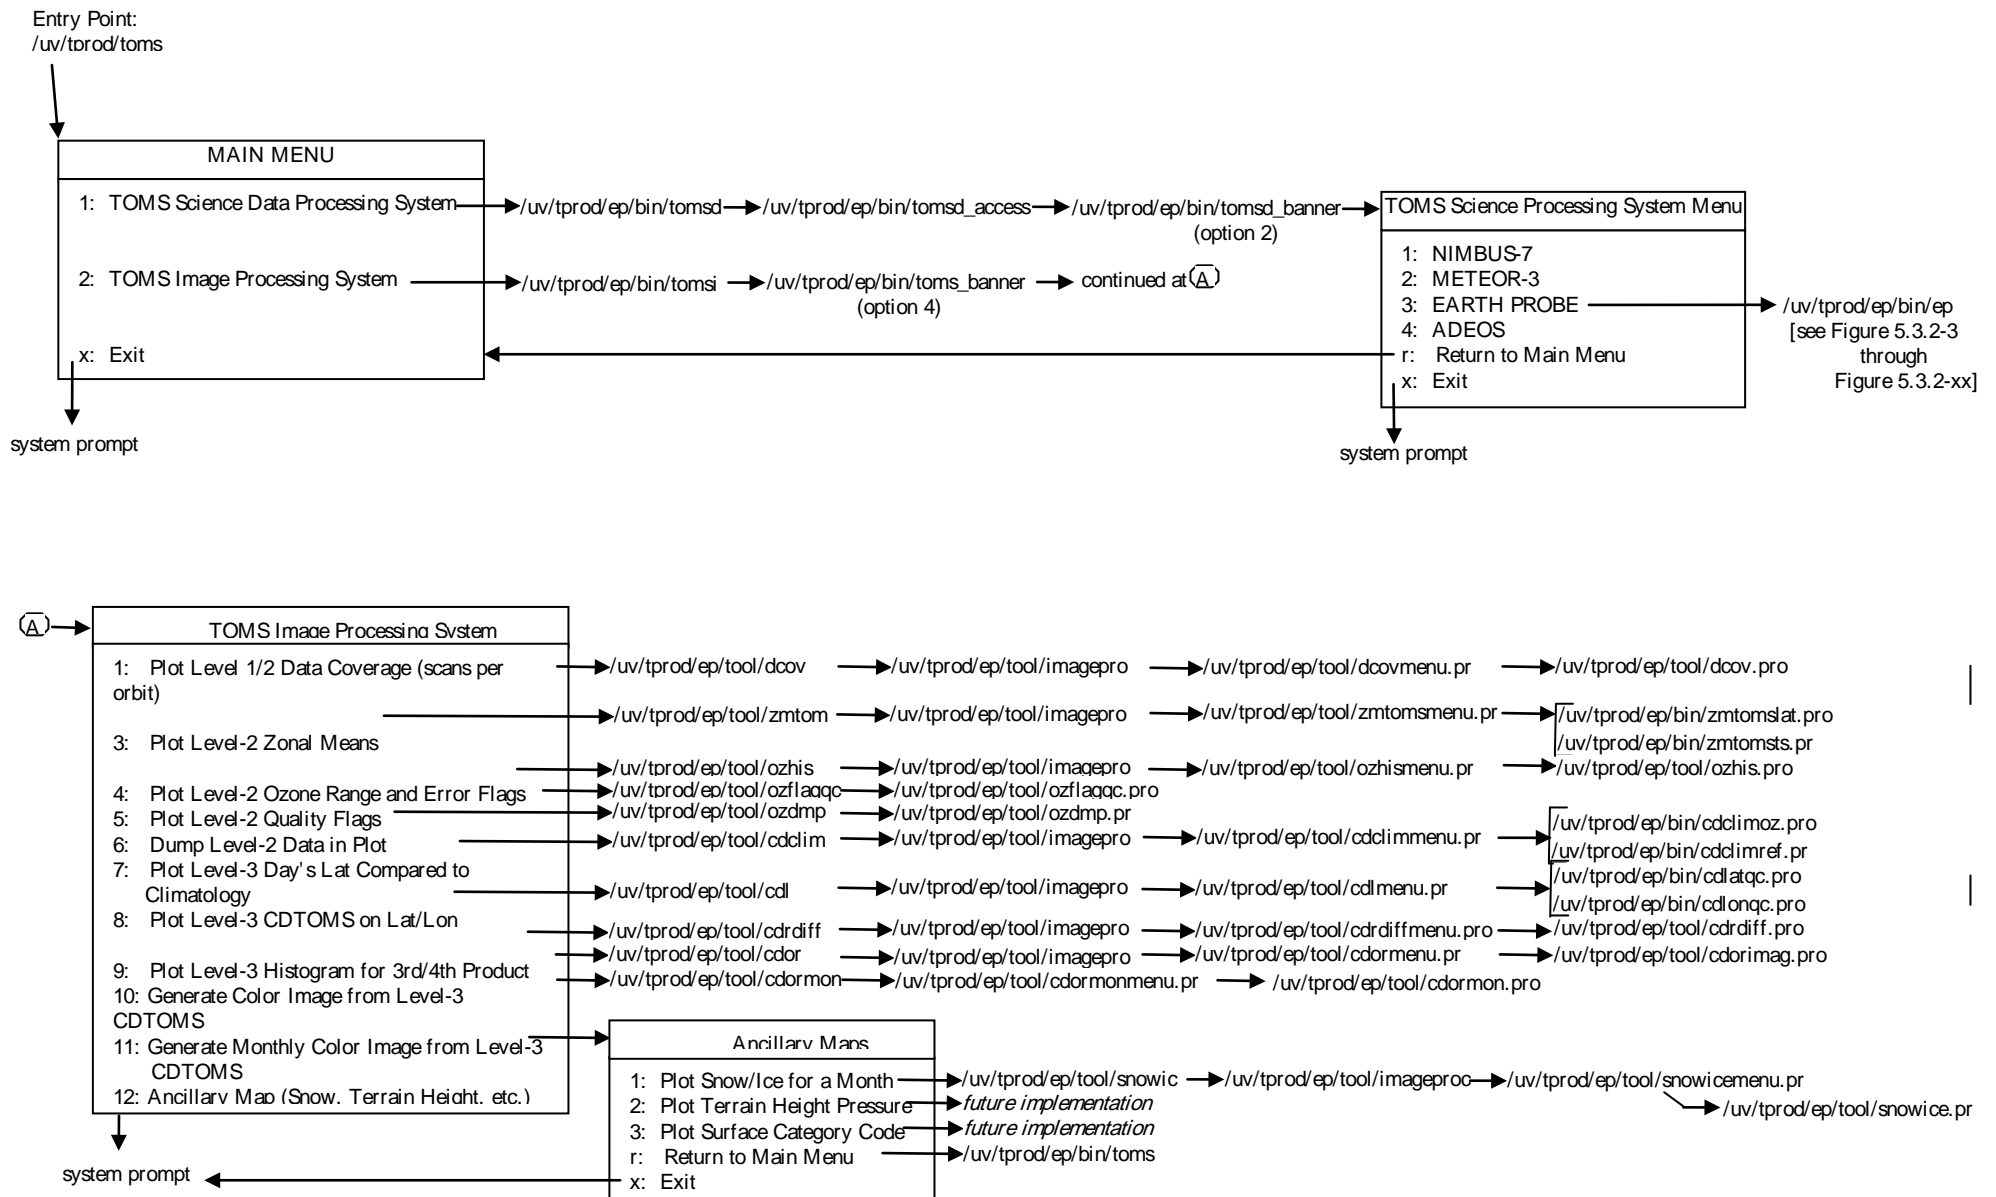 Entry Point:
/uv/tprod/toms
MAIN MENU
1: TOMS Science Data Processing System
/uv/tprod/ep/bin/tomsd
/uv/tprod/ep/bin/tomsd_access
/uv/tprod/ep/bin/tomsd_banner
(option 2)
2: TOMS Image Processing System
/uv/tprod/ep/bin/tomsi
/uv/tprod/ep/bin/toms_banner
(option 4)
continued at A
x: Exit
system prompt
TOMS Science Processing System Menu
1: NIMBUS-7
2: METEOR-3
3: EARTH PROBE
4: ADEOS
r: Return to Main Menu
x: Exit
/uv/tprod/ep/bin/ep
[see Figure 5.3.2-3
through
Figure 5.3.2-xx]
system prompt
A
TOMS Image Processing System
1: Plot Level 1/2 Data Coverage (scans per
orbit)
3: Plot Level-2 Zonal Means
4: Plot Level-2 Ozone Range and Error Flags
5: Plot Level-2 Quality Flags
6: Dump Level-2 Data in Plot
7: Plot Level-3 Day's Lat Compared to
Climatology
8: Plot Level-3 CDTOMS on Lat/Lon
9: Plot Level-3 Histogram for 3rd/4th Product
10: Generate Color Image from Level-3
CDTOMS
11: Generate Monthly Color Image from Level-3
CDTOMS
12: Ancillary Map (Snow, Terrain Height, etc.)
/uv/tprod/ep/tool/dcov
/uv/tprod/ep/tool/imagepro
/uv/tprod/ep/tool/dcovmenu.pr
/uv/tprod/ep/tool/dcov.pro
/uv/tprod/ep/tool/zmtom
/uv/tprod/ep/tool/imagepro
/uv/tprod/ep/tool/zmtomsmenu.pr
/uv/tprod/ep/bin/zmtomslat.pro
/uv/tprod/ep/bin/zmtomsts.pr
/uv/tprod/ep/tool/ozhis
/uv/tprod/ep/tool/imagepro
/uv/tprod/ep/tool/ozhismenu.pr
/uv/tprod/ep/tool/ozhis.pro
/uv/tprod/ep/tool/ozflagqc
/uv/tprod/ep/tool/ozflagqc.pro
/uv/tprod/ep/tool/ozdmp
/uv/tprod/ep/tool/ozdmp.pr
/uv/tprod/ep/tool/cdclim
/uv/tprod/ep/tool/imagepro
/uv/tprod/ep/tool/cdclimmenu.pr
/uv/tprod/ep/bin/cdclimoz.pro
/uv/tprod/ep/bin/cdclimref.pr
/uv/tprod/ep/tool/cdl
/uv/tprod/ep/tool/imagepro
/uv/tprod/ep/tool/cdlmenu.pr
/uv/tprod/ep/bin/cdlatqc.pro
/uv/tprod/ep/bin/cdlonqc.pro
/uv/tprod/ep/tool/cdrdiff
/uv/tprod/ep/tool/imagepro
/uv/tprod/ep/tool/cdrdiffmenu.pro
/uv/tprod/ep/tool/cdrdiff.pro
/uv/tprod/ep/tool/cdor
/uv/tprod/ep/tool/imagepro
/uv/tprod/ep/tool/cdormenu.pr
/uv/tprod/ep/tool/cdorimag.pro
/uv/tprod/ep/tool/cdormon
/uv/tprod/ep/tool/cdormonmenu.pr
/uv/tprod/ep/tool/cdormon.pro
system prompt
Ancillary Maps
1: Plot Snow/Ice for a Month
/uv/tprod/ep/tool/snowic
/uv/tprod/ep/tool/imageproc
/uv/tprod/ep/tool/snowicemenu.pr
/uv/tprod/ep/tool/snowice.pr
2: Plot Terrain Height Pressure
future implementation
3: Plot Surface Category Code
future implementation
r: Return to Main Menu
/uv/tprod/ep/bin/toms
x: Exit